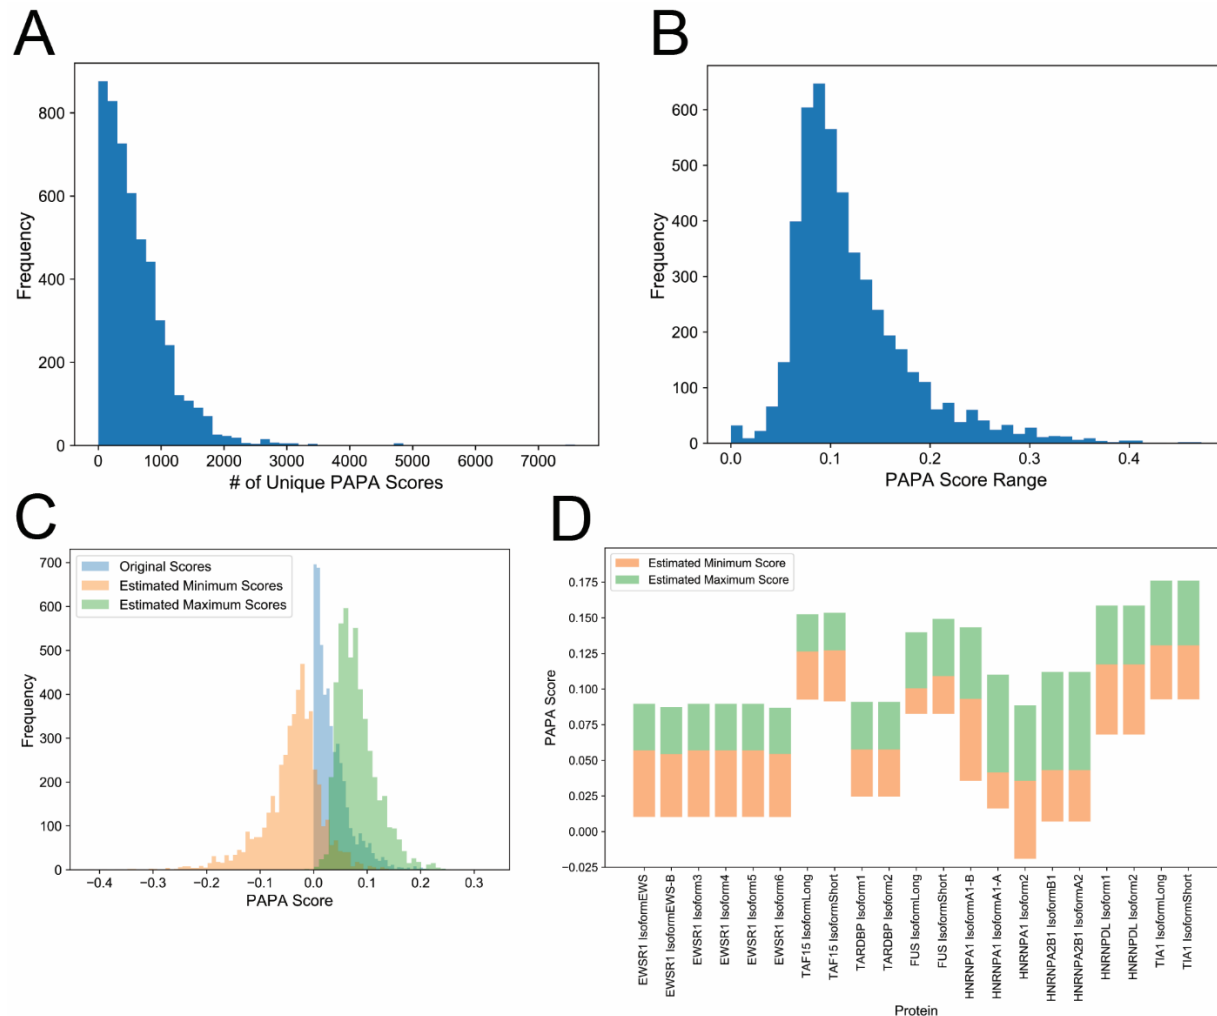 A
Frequency
800
600
400
200
0
0 1000 2000 3000 4000 5000 6000 7000
# of Unique PAPA Scores
B
Frequency
600
500
400
300
200
100
0
0.0 0.1 0.2 0.3 0.4
PAPA Score Range
C
Original Scores
Estimated Minimum Scores
Estimated Maximum Scores
Frequency
700
600
500
400
300
200
100
0
−0.4 −0.3 −0.2 −0.1 0.0 0.1 0.2 0.3
PAPA Score
D
Estimated Minimum Score
Estimated Maximum Score
PAPA Score
0.175
0.150
0.125
0.100
0.075
0.050
0.025
0.000
−0.025
EWSR1 IsoformEWS
EWSR1 IsoformEWS-B
EWSR1 Isoform3
EWSR1 Isoform4
EWSR1 Isoform5
EWSR1 Isoform6
TAF15 IsoformLong
TAF15 IsoformShort
TARDBP Isoform1
TARDBP Isoform2
FUS IsoformLong
FUS IsoformShort
HNRNPA1 IsoformA1-B
HNRNPA1 IsoformA1-A
HNRNPA1 Isoform2
HNRNPA2B1 IsoformB1
HNRNPA2B1 IsoformA2
HNRNPDL Isoform1
HNRNPDL Isoform2
TIA1 IsoformLong
TIA1 IsoformShort
Protein